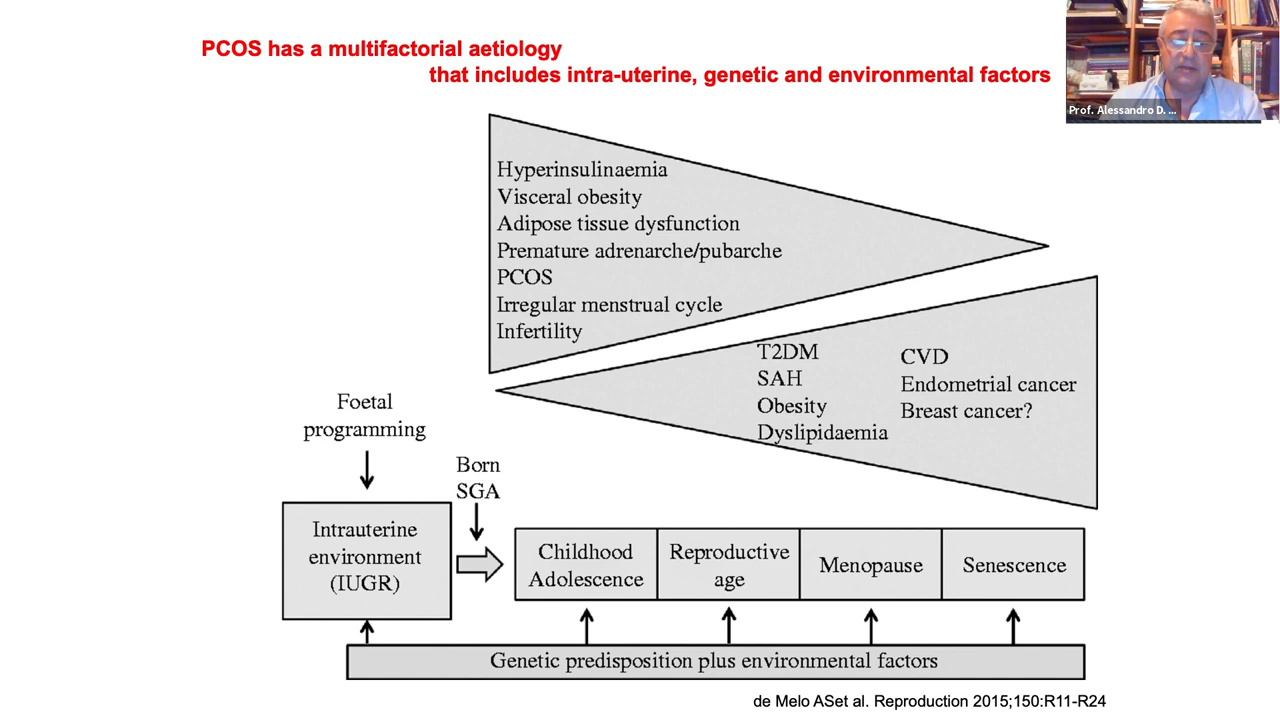 PCOS has a multifactorial aetiology
that includes intra-uterine, genetic and environmental factors
Prof. Alessandro D. ...
Hyperinsulinaemia
Visceral obesity
Adipose tissue dysfunction
Premature adrenarche/pubarche
PCOS
Irregular menstrual cycle
Infertility
T2DM
SAH
Obesity
Dyslipidaemia
CVD
Endometrial cancer
Breast cancer?
Foetal
programming
Born
SGA
Intrauterine
environment
(IUGR)
Childhood
Adolescence
Reproductive
age
Menopause
Senescence
Genetic predisposition plus environmental factors
de Melo ASet al. Reproduction 2015;150:R11-R24